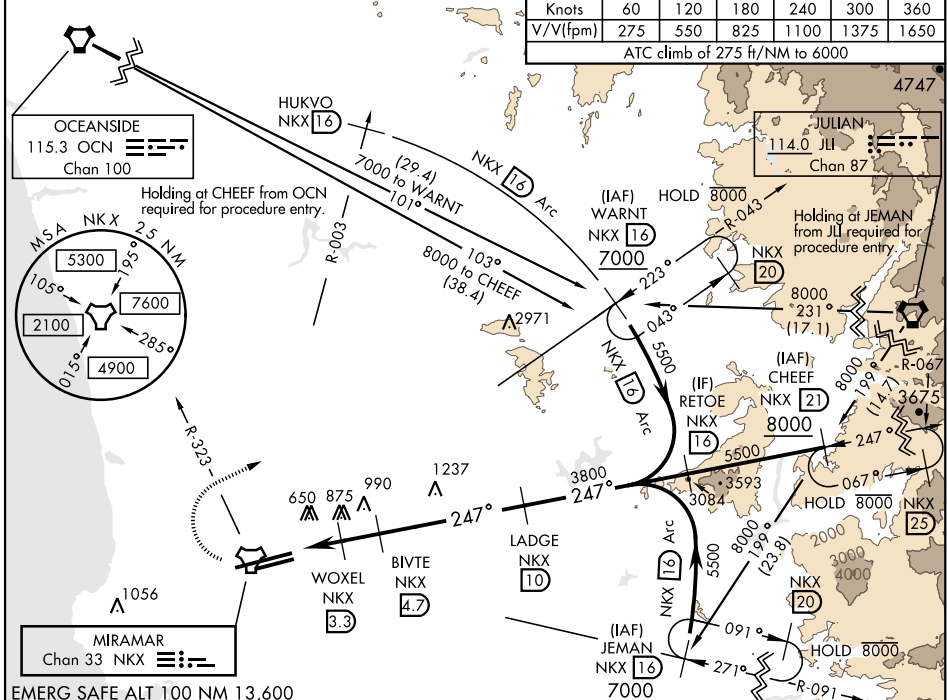 Knots 60 120 180 240 300 360
V/V(fpm) 275 550 825 1100 1375 1650
ATC climb of 275 ft/NM to 6000
4747
OCEANSIDE
115.3 OCN
Chan 100
HUKVO
NKX 16
NKX 16 Arc
JULIAN
114.0 JLI
Chan 87
(29.4)
7000 to WARNT
101°
Holding at CHEEF from OCN
required for procedure entry.
103°
8000 to CHEEF
(38.4)
R-003
(IAF)
WARNT
NKX 16
7000
HOLD 8000
R-043
Holding at JEMAN
from JLI required for
procedure entry.
NKX
20
223°
043°
8000
231°
(17.1)
MSA NKX 25 NM
5300
195°
105°
7600
2100
285°
015°
4900
2971
5500
NKX 16 Arc
(IF)
RETOE
NKX
16
(IAF)
CHEEF
NKX 21
8000
8000
199°
(14.7)
R-067
3675
247°
067°
HOLD 8000
NKX
25
5500
3593
3084
R-323
650 875 990 1237
3800
247°
247°
LADGE
NKX
10
BIVTE
NKX
4.7
WOXEL
NKX
3.3
NKX 16 Arc
5500
8000
199°
(23.8)
2000
3000
4000
NKX
20
1056
MIRAMAR
Chan 33 NKX
(IAF)
JEMAN
NKX 16
7000
091°
271°
HOLD 8000
R-091
EMERG SAFE ALT 100 NM 13,600